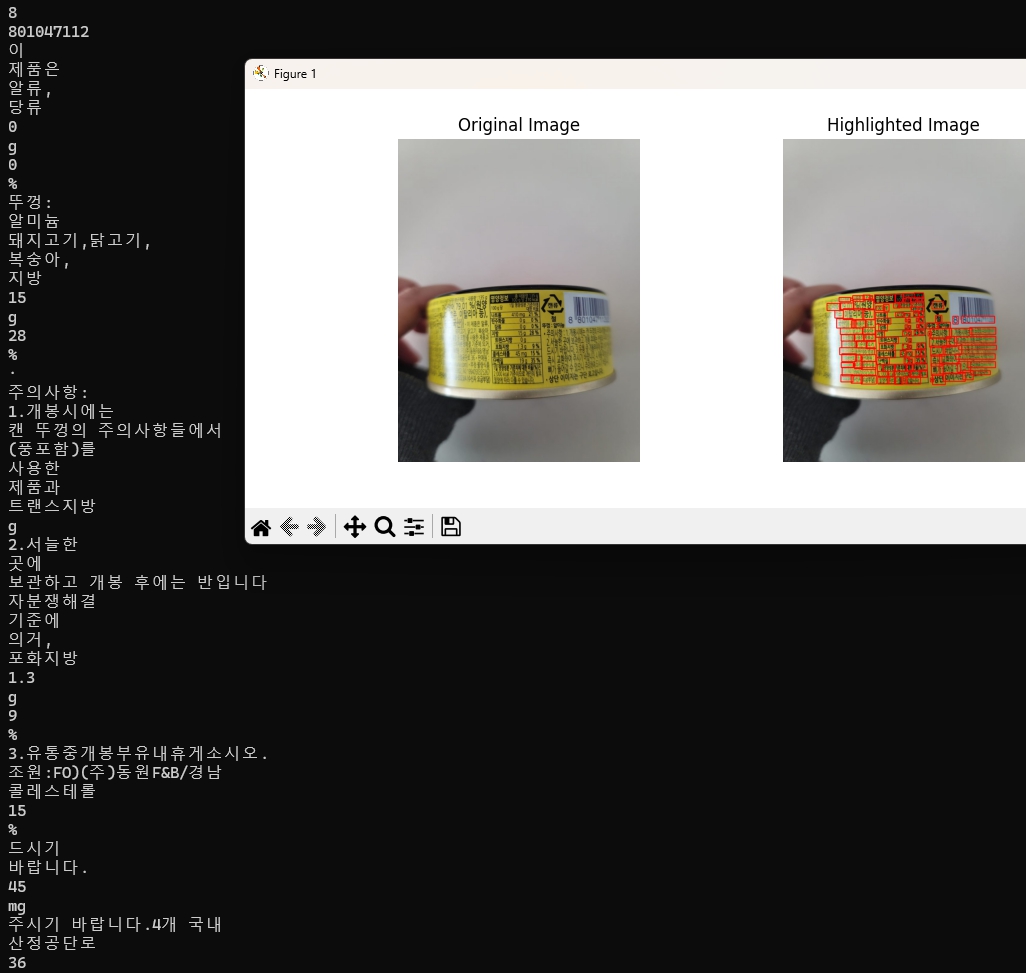 8
801047112
이
제품은
알류,
당류
0
g
0
%
뚜껑:
알미늄
돼지고기,닭고기,
복숭아,
지방
15
g
28
%
.
주의사항:
1.개봉시에는
캔 뚜껑의 주의사항들에서
(풍포함)를
사용한
제품과
트랜스지방
g
2.서늘한
곳에
보관하고 개봉 후에는 반입니다
자분쟁해결
기준에
의거,
포화지방
1.3
g
9
%
3.유통중개봉부유내휴게소시오.
조원:FO)(주)동원F&B/경남
콜레스테롤
15
%
드시기
바랍니다.
45
mg
주시기 바랍니다.4개 국내
산정공단로
36
Figure 1
Original Image
Highlighted Image
영양정보